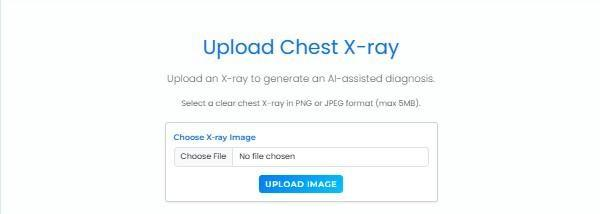 Upload Chest X-ray
Upload an X-ray to generate an AI-assisted diagnosis.
Select a clear chest X-ray in PNG or JPEG format (max 5MB).
Choose X-ray Image
Choose File No file chosen
UPLOAD IMAGE